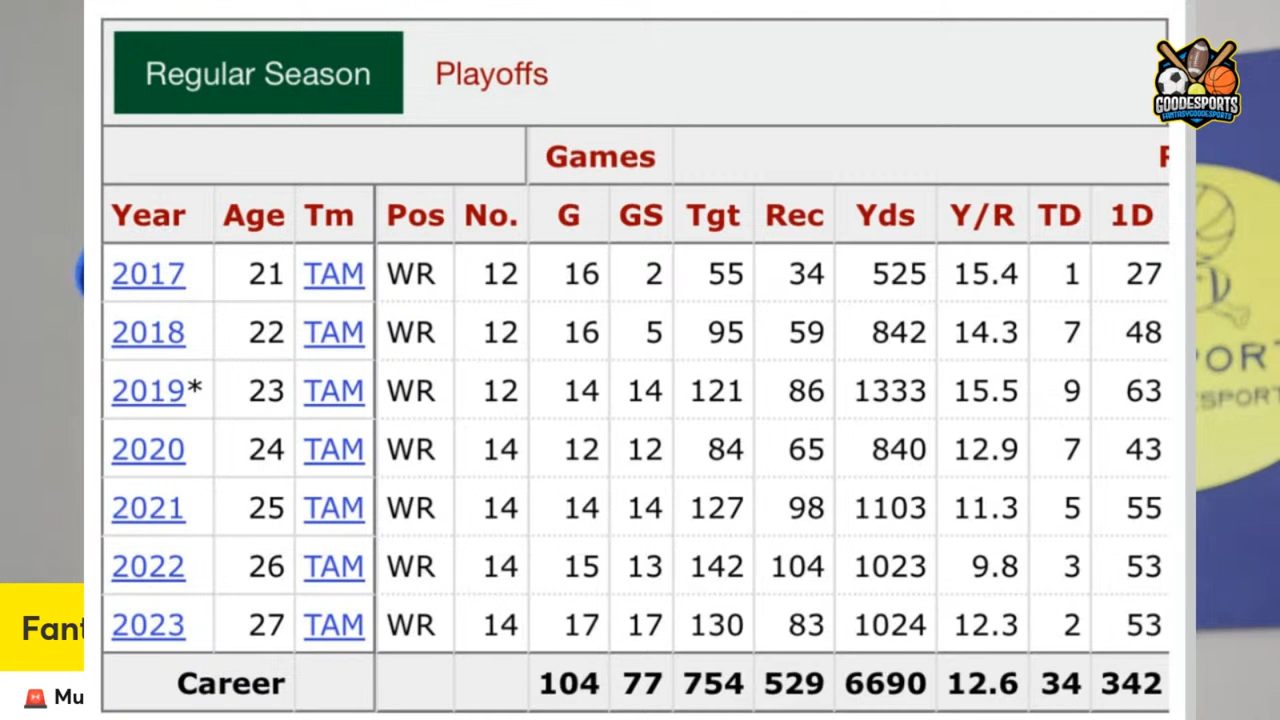 Regular Season Playoffs
GOODESPORTS
FANTASYGOODESPORTS
Games
Year Age Tm Pos No. G GS Tgt Rec Yds Y/R TD 1D
2017 21 TAM WR 12 16 2 55 34 525 15.4 1 27
2018 22 TAM WR 12 16 5 95 59 842 14.3 7 48
2019* 23 TAM WR 12 14 14 121 86 1333 15.5 9 63
2020 24 TAM WR 14 12 12 84 65 840 12.9 7 43
2021 25 TAM WR 14 14 14 127 98 1103 11.3 5 55
2022 26 TAM WR 14 15 13 142 104 1023 9.8 3 53
2023 27 TAM WR 14 17 17 130 83 1024 12.3 2 53
Career 104 77 754 529 6690 12.6 34 342
Fant
Mu